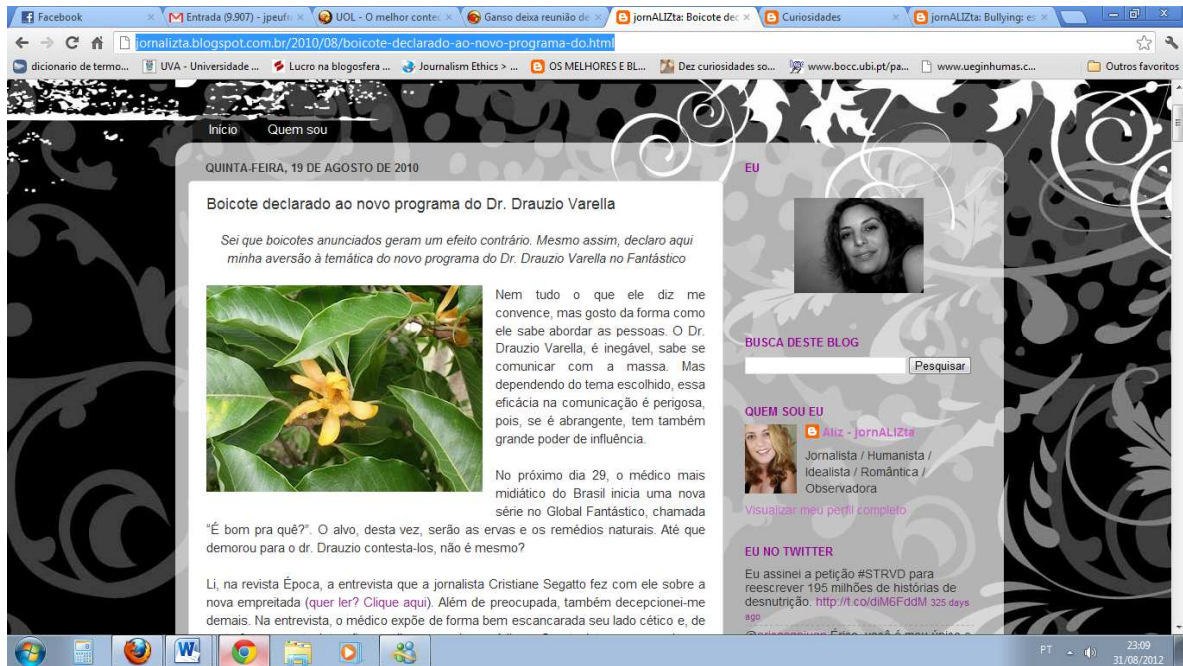 Facebook
Entrada (9.907) - jpeufr
UOL - O melhor conte
Ganso deixa reunião de
jornALIZta: Boicote dec
Curiosidades
jornALIZta: Bullying: es
jornalizta.blogspot.com.br/2010/08/boicote-declarado-ao-novo-programa-do.html
dicionario de termo...
UVA - Universidade ...
Lucro na blogosfera ...
Journalism Ethics > ...
OS MELHORES E BL...
Dez curiosidades so...
www.bocc.ubi.pt/pa...
www.ueginhumas.c...
Outros favoritos
Início Quem sou
QUINTA-FEIRA, 19 DE AGOSTO DE 2010
Boicote declarado ao novo programa do Dr. Drauzio Varella
Sei que boicotes anunciados geram um efeito contrário. Mesmo assim, declaro aqui
minha aversão à temática do novo programa do Dr. Drauzio Varella no Fantástico
Nem tudo o que ele diz me
convence, mas gosto da forma como
ele sabe abordar as pessoas. O Dr.
Drauzio Varella, é inegável, sabe se
comunicar com a massa. Mas
dependendo do tema escolhido, essa
eficácia na comunicação é perigosa,
pois, se é abrangente, tem também
grande poder de influência.
No próximo dia 29, o médico mais
midiático do Brasil inicia uma nova
série no Global Fantástico, chamada
“É bom pra quê?”. O alvo, desta vez, serão as ervas e os remédios naturais. Até que
demorou para o dr. Drauzio contesta-los, não é mesmo?
Li, na revista Época, a entrevista que a jornalista Cristiane Segatto fez com ele sobre a
nova empreitada (quer ler? Clique aqui). Além de preocupada, também decepcionei-me
demais. Na entrevista, o médico expõe de forma bem escancarada seu lado cético e, de
EU
BUSCA DESTE BLOG
Pesquisar
QUEM SOU EU
Aliz - jornALIZta
Jornalista / Humanista /
Idealista / Romântica /
Observadora
Visualizar meu perfil completo
EU NO TWITTER
Eu assinei a petição #STRVD para
reescrever 195 milhões de histórias de
desnutrição. http://t.co/diM6FddM 325 days
ago
PT
23:09
31/08/2012